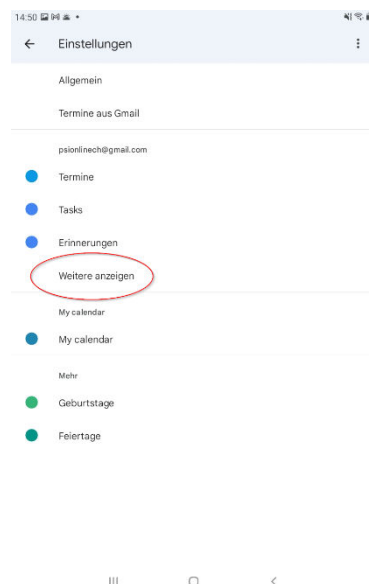 14:50
Einstellungen
Allgemein
Termine aus Gmail
psionlinech@gmail.com
Termine
Tasks
Erinnerungen
Weitere anzeigen
My calendar
My calendar
Mehr
Geburtstage
Feiertage